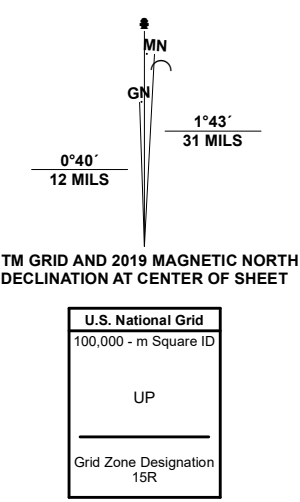 MN
GN
1°43´
31 MILS
0°40´
12 MILS
TM GRID AND 2019 MAGNETIC NORTH
DECLINATION AT CENTER OF SHEET
U.S. National Grid
100,000 - m Square ID
UP
Grid Zone Designation
15R